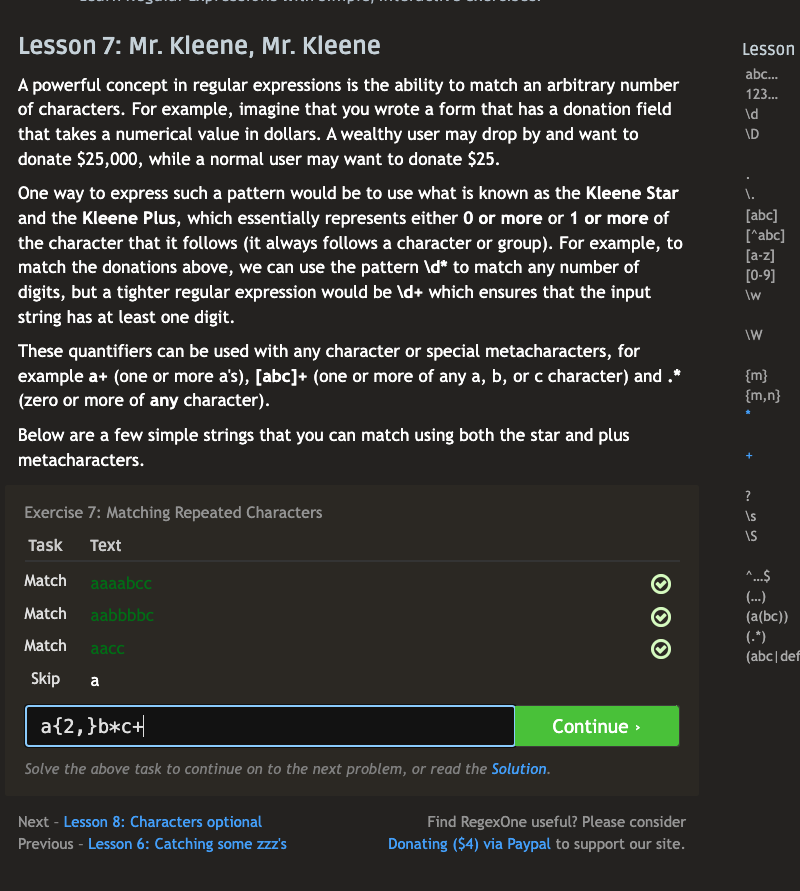 Learn Regular Expressions with simple, interactive exercises.
Lesson 7: Mr. Kleene, Mr. Kleene
A powerful concept in regular expressions is the ability to match an arbitrary number
of characters. For example, imagine that you wrote a form that has a donation field
that takes a numerical value in dollars. A wealthy user may drop by and want to
donate $25,000, while a normal user may want to donate $25.
One way to express such a pattern would be to use what is known as the Kleene Star
and the Kleene Plus, which essentially represents either 0 or more or 1 or more of
the character that it follows (it always follows a character or group). For example, to
match the donations above, we can use the pattern \d* to match any number of
digits, but a tighter regular expression would be \d+ which ensures that the input
string has at least one digit.
These quantifiers can be used with any character or special metacharacters, for
example a+ (one or more a's), [abc]+ (one or more of any a, b, or c character) and .*
(zero or more of any character).
Below are a few simple strings that you can match using both the star and plus
metacharacters.
Exercise 7: Matching Repeated Characters
Task Text
Match aaaabcc
Match aabbbbc
Match aacc
Skip a
a{2,}b*c+
Continue ›
Solve the above task to continue on to the next problem, or read the Solution.
Next – Lesson 8: Characters optional
Previous – Lesson 6: Catching some zzz's
Find RegexOne useful? Please consider
Donating ($4) via Paypal to support our site.
Lesson
abc…
123…
\d
\D
.
\.
[abc]
[^abc]
[a-z]
[0-9]
\w
\W
{m}
{m,n}
*
+
?
\s
\S
^…$
(…)
(a(bc))
(.*)
(abc|def